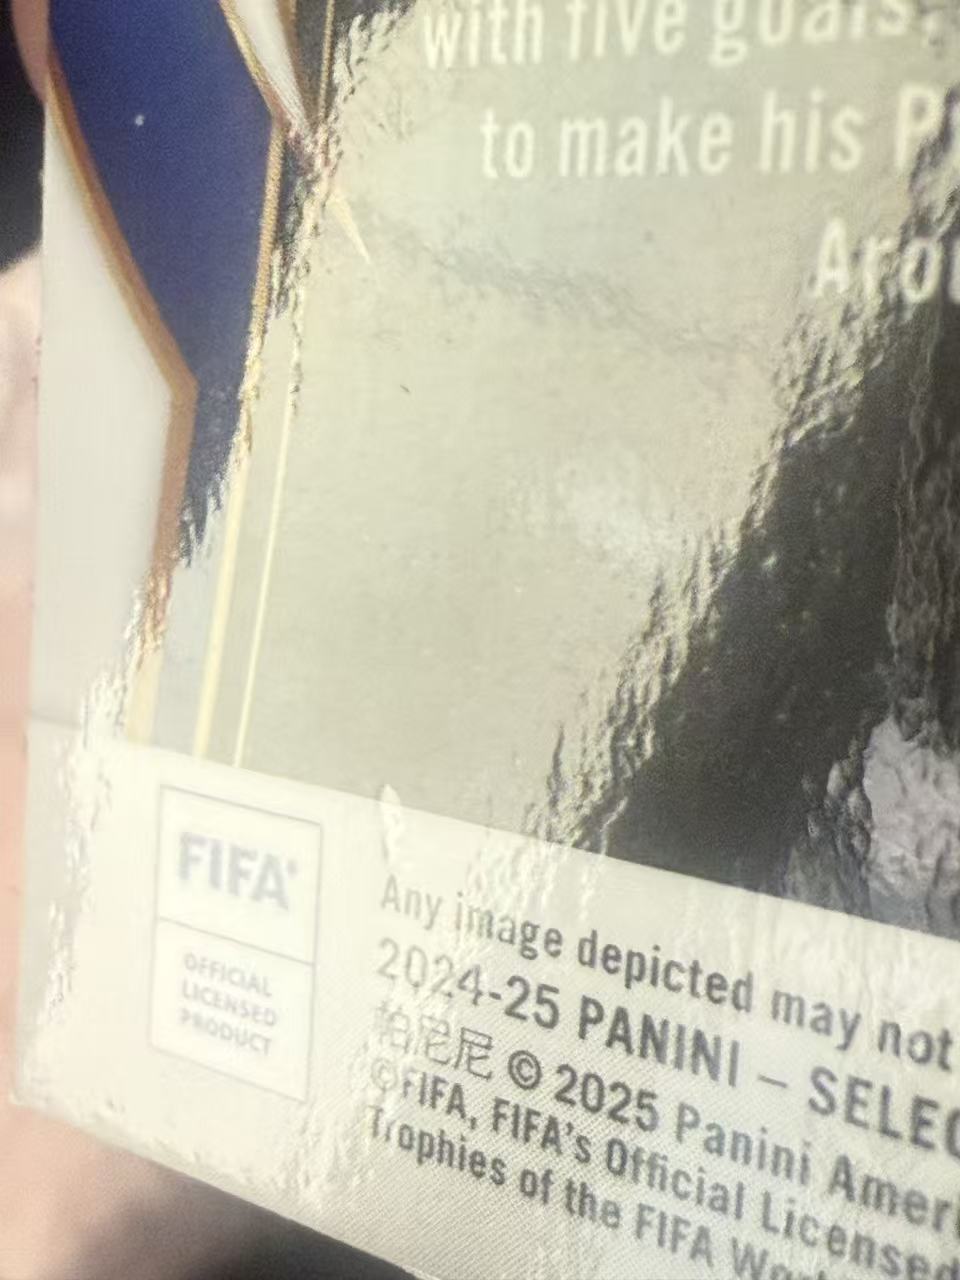 with five goals,
to make his
Arou
FIFA
OFFICIAL
LICENSED
PRODUCT
Any image depicted may not
2024-25 PANINI – SELEC
帕尼尼 © 2025 Panini Ameri
©FIFA, FIFA's Official Licensed
Trophies of the FIFA Wor